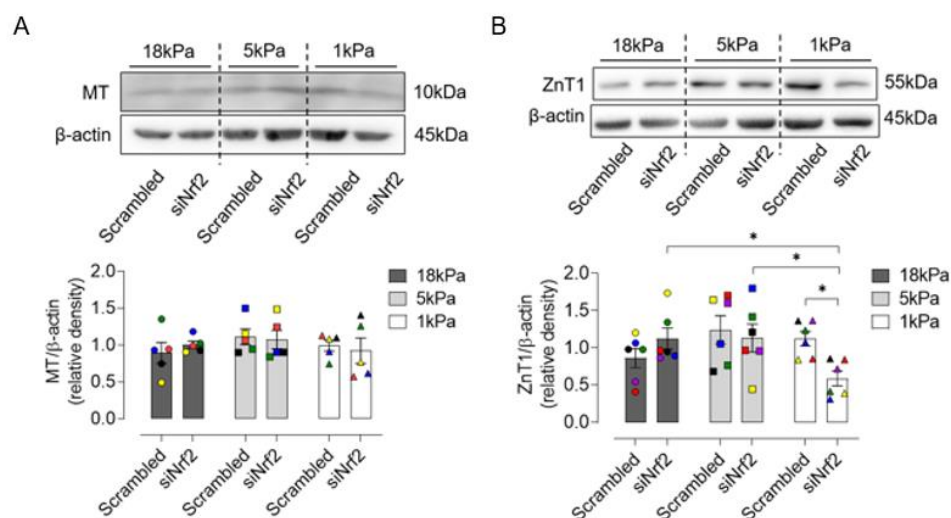 A
18kPa 5kPa 1kPa
MT 10kDa
β-actin 45kDa
Scrambled siNrf2 Scrambled siNrf2 Scrambled siNrf2
MT/β-actin
(relative density)
2.0
1.5
1.0
0.5
0.0
18kPa
5kPa
1kPa
Scrambled siNrf2 Scrambled siNrf2 Scrambled siNrf2
B
18kPa 5kPa 1kPa
ZnT1 55kDa
β-actin 45kDa
Scrambled siNrf2 Scrambled siNrf2 Scrambled siNrf2
ZnT1/β-actin
(relative density)
2.0
1.5
1.0
0.5
0.0
*
*
*
18kPa
5kPa
1kPa
Scrambled siNrf2 Scrambled siNrf2 Scrambled siNrf2